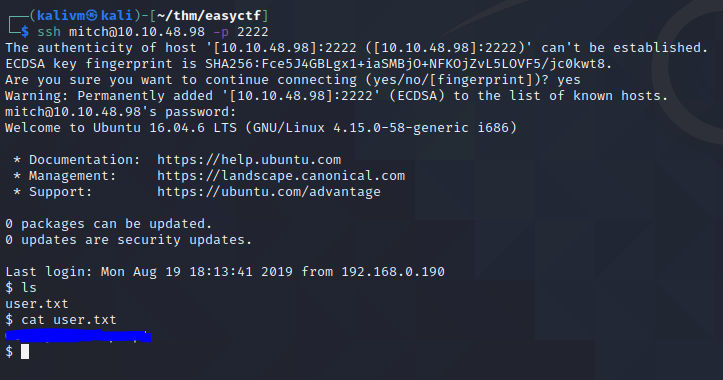 ┌──(kalivm㉿kali)-[~/thm/easyctf]
└─$ ssh mitch@10.10.48.98 -p 2222
The authenticity of host '[10.10.48.98]:2222 ([10.10.48.98]:2222)' can't be established.
ECDSA key fingerprint is SHA256:Fce5J4GBLgx1+iaSMBjO+NFKOjZvL5LOVF5/jc0kwt8.
Are you sure you want to continue connecting (yes/no/[fingerprint])? yes
Warning: Permanently added '[10.10.48.98]:2222' (ECDSA) to the list of known hosts.
mitch@10.10.48.98's password:
Welcome to Ubuntu 16.04.6 LTS (GNU/Linux 4.15.0-58-generic i686)
* Documentation:  https://help.ubuntu.com
* Management:     https://landscape.canonical.com
* Support:        https://ubuntu.com/advantage
0 packages can be updated.
0 updates are security updates.
Last login: Mon Aug 19 18:13:41 2019 from 192.168.0.190
$ ls
user.txt
$ cat user.txt
$